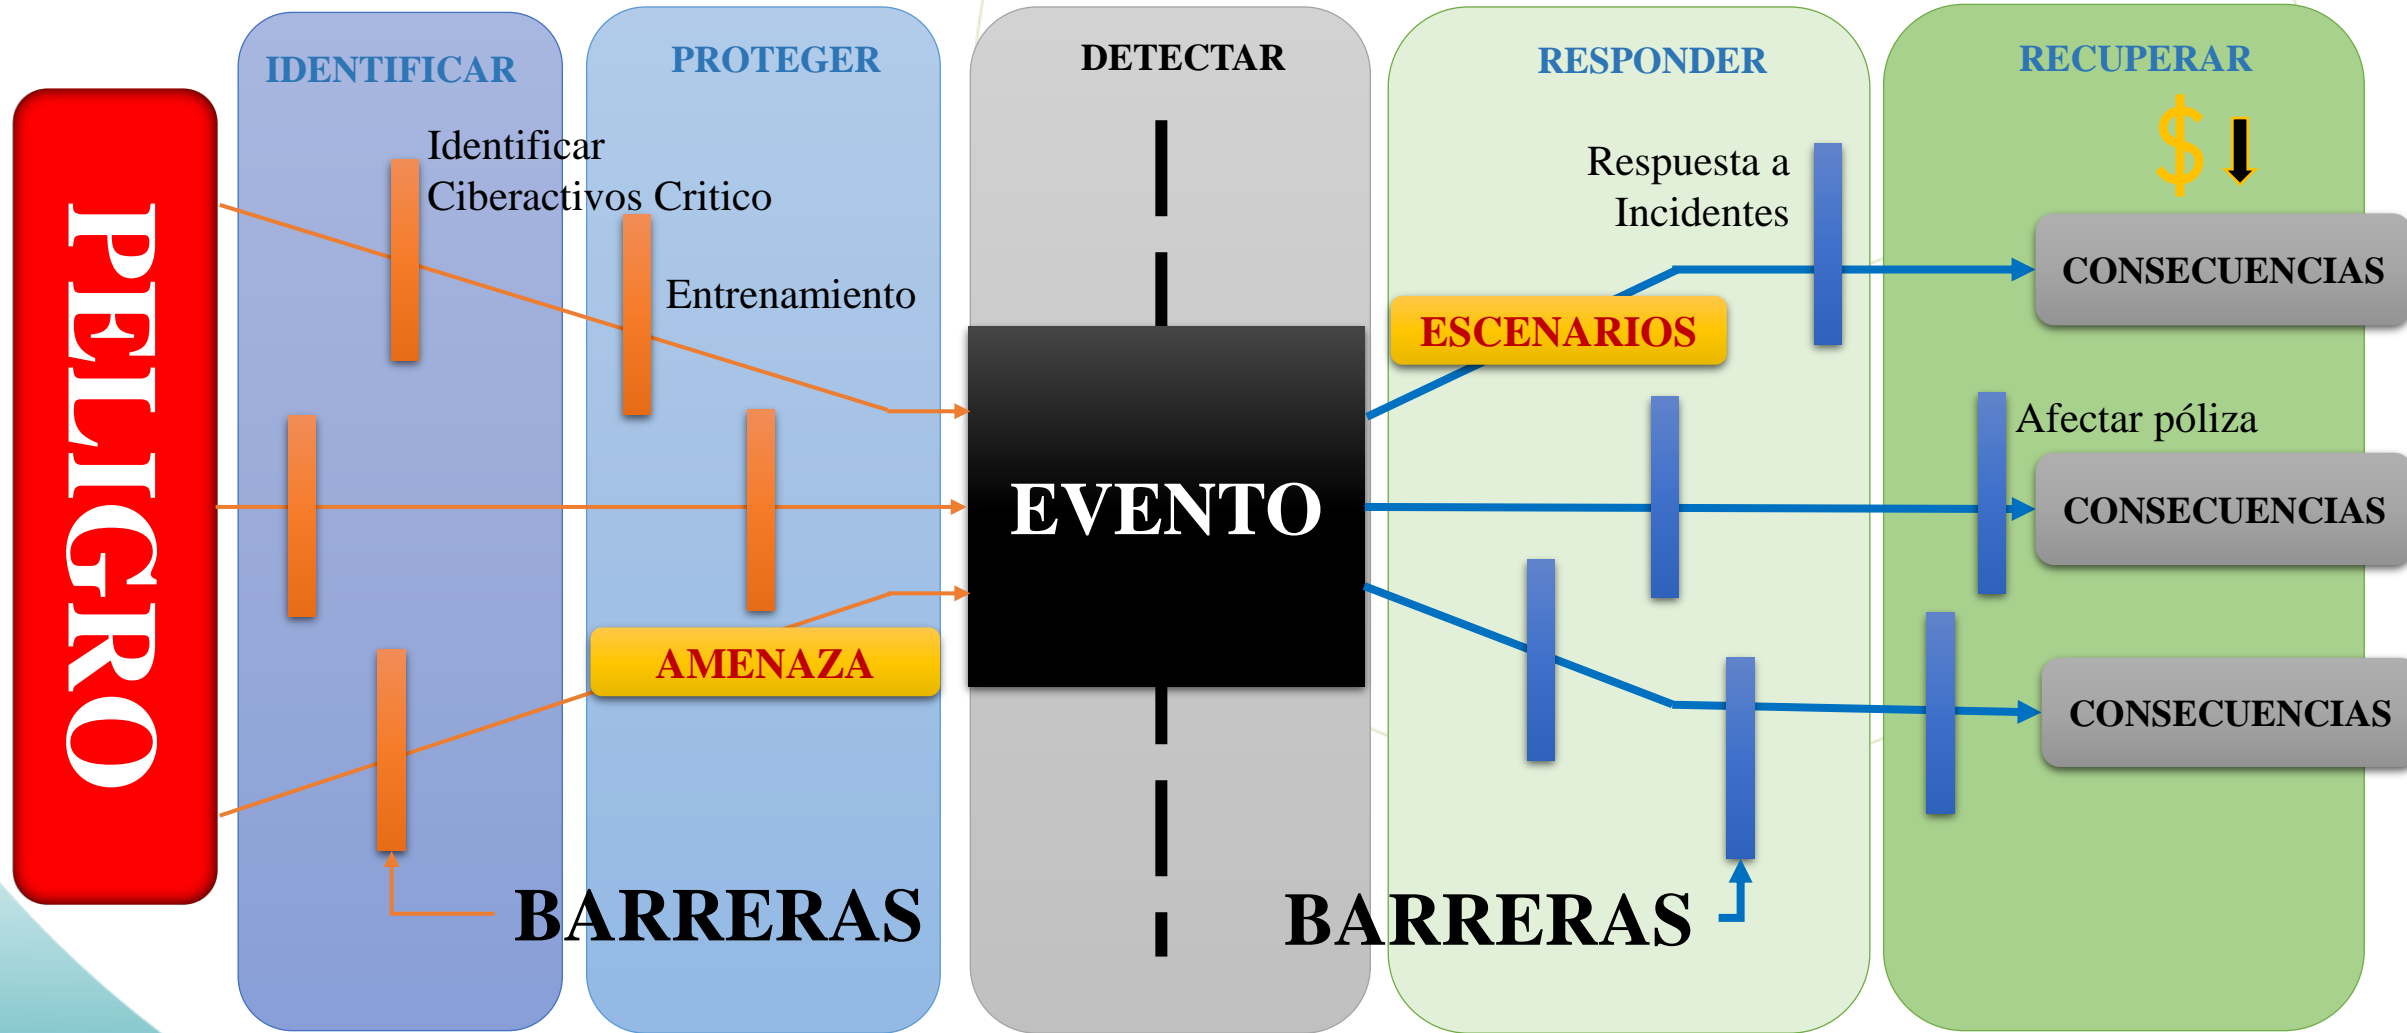 PELIGRO
IDENTIFICAR
Identificar
Ciberactivos Critico
PROTEGER
Entrenamiento
AMENAZA
BARRERAS
DETECTAR
EVENTO
RESPONDER
Respuesta a
Incidentes
ESCENARIOS
BARRERAS
RECUPERAR
$
CONSECUENCIAS
Afectar póliza
CONSECUENCIAS
CONSECUENCIAS